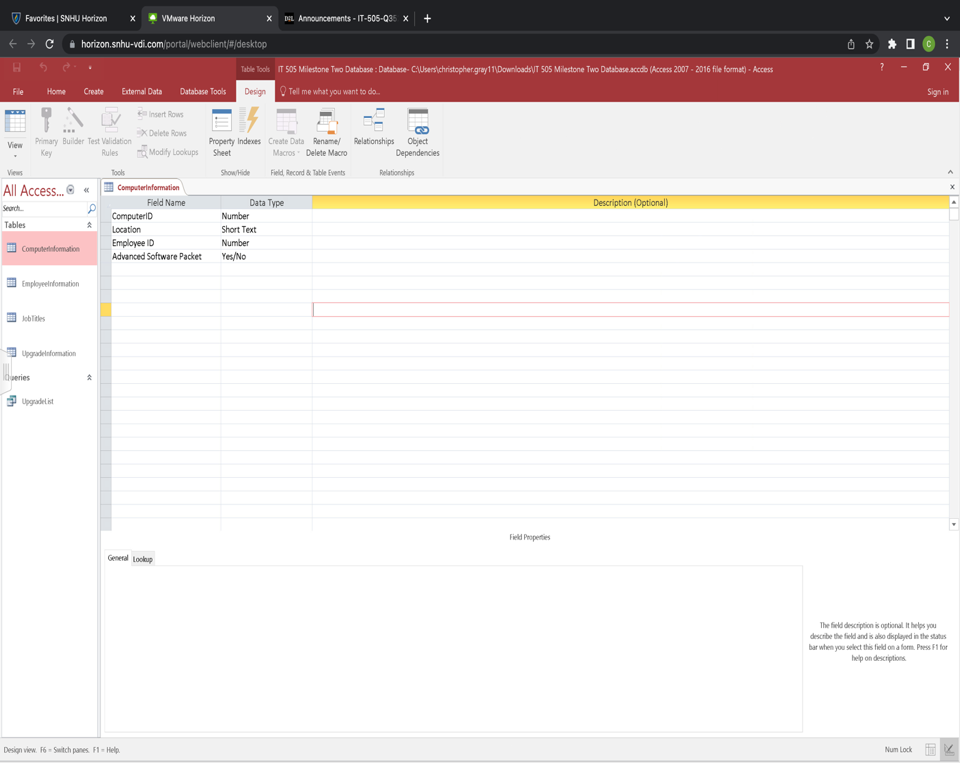 Favorites | SNHU Horizon
VMware Horizon
Announcements - IT-505-Q35
horizon.snhu-vdi.com/portal/webclient/#/desktop
C
Table Tools
IT 505 Milestone Two Database : Database- C:\Users\christopher.gray11\Downloads\IT 505 Milestone Two Database.accdb (Access 2007 - 2016 file format) - Access
?
File Home Create External Data Database Tools Design Tell me what you want to do...
Sign in
View
Primary Key
Builder
Test Validation Rules
Insert Rows
Delete Rows
Modify Lookups
Property Sheet
Indexes
Create Data Macros
Rename/ Delete Macro
Relationships
Object Dependencies
Views
Tools
Show/Hide
Field, Record & Table Events
Relationships
All Access...
Search...
Tables
ComputerInformation
EmployeeInformation
JobTitles
UpgradeInformation
ueries
UpgradeList
ComputerInformation
Field Name Data Type Description (Optional)
ComputerID Number
Location Short Text
Employee ID Number
Advanced Software Packet Yes/No
Field Properties
General Lookup
The field description is optional. It helps you
describe the field and is also displayed in the status
bar when you select this field on a form. Press F1 for
help on descriptions.
Design view. F6 = Switch panes. F1 = Help.
Num Lock